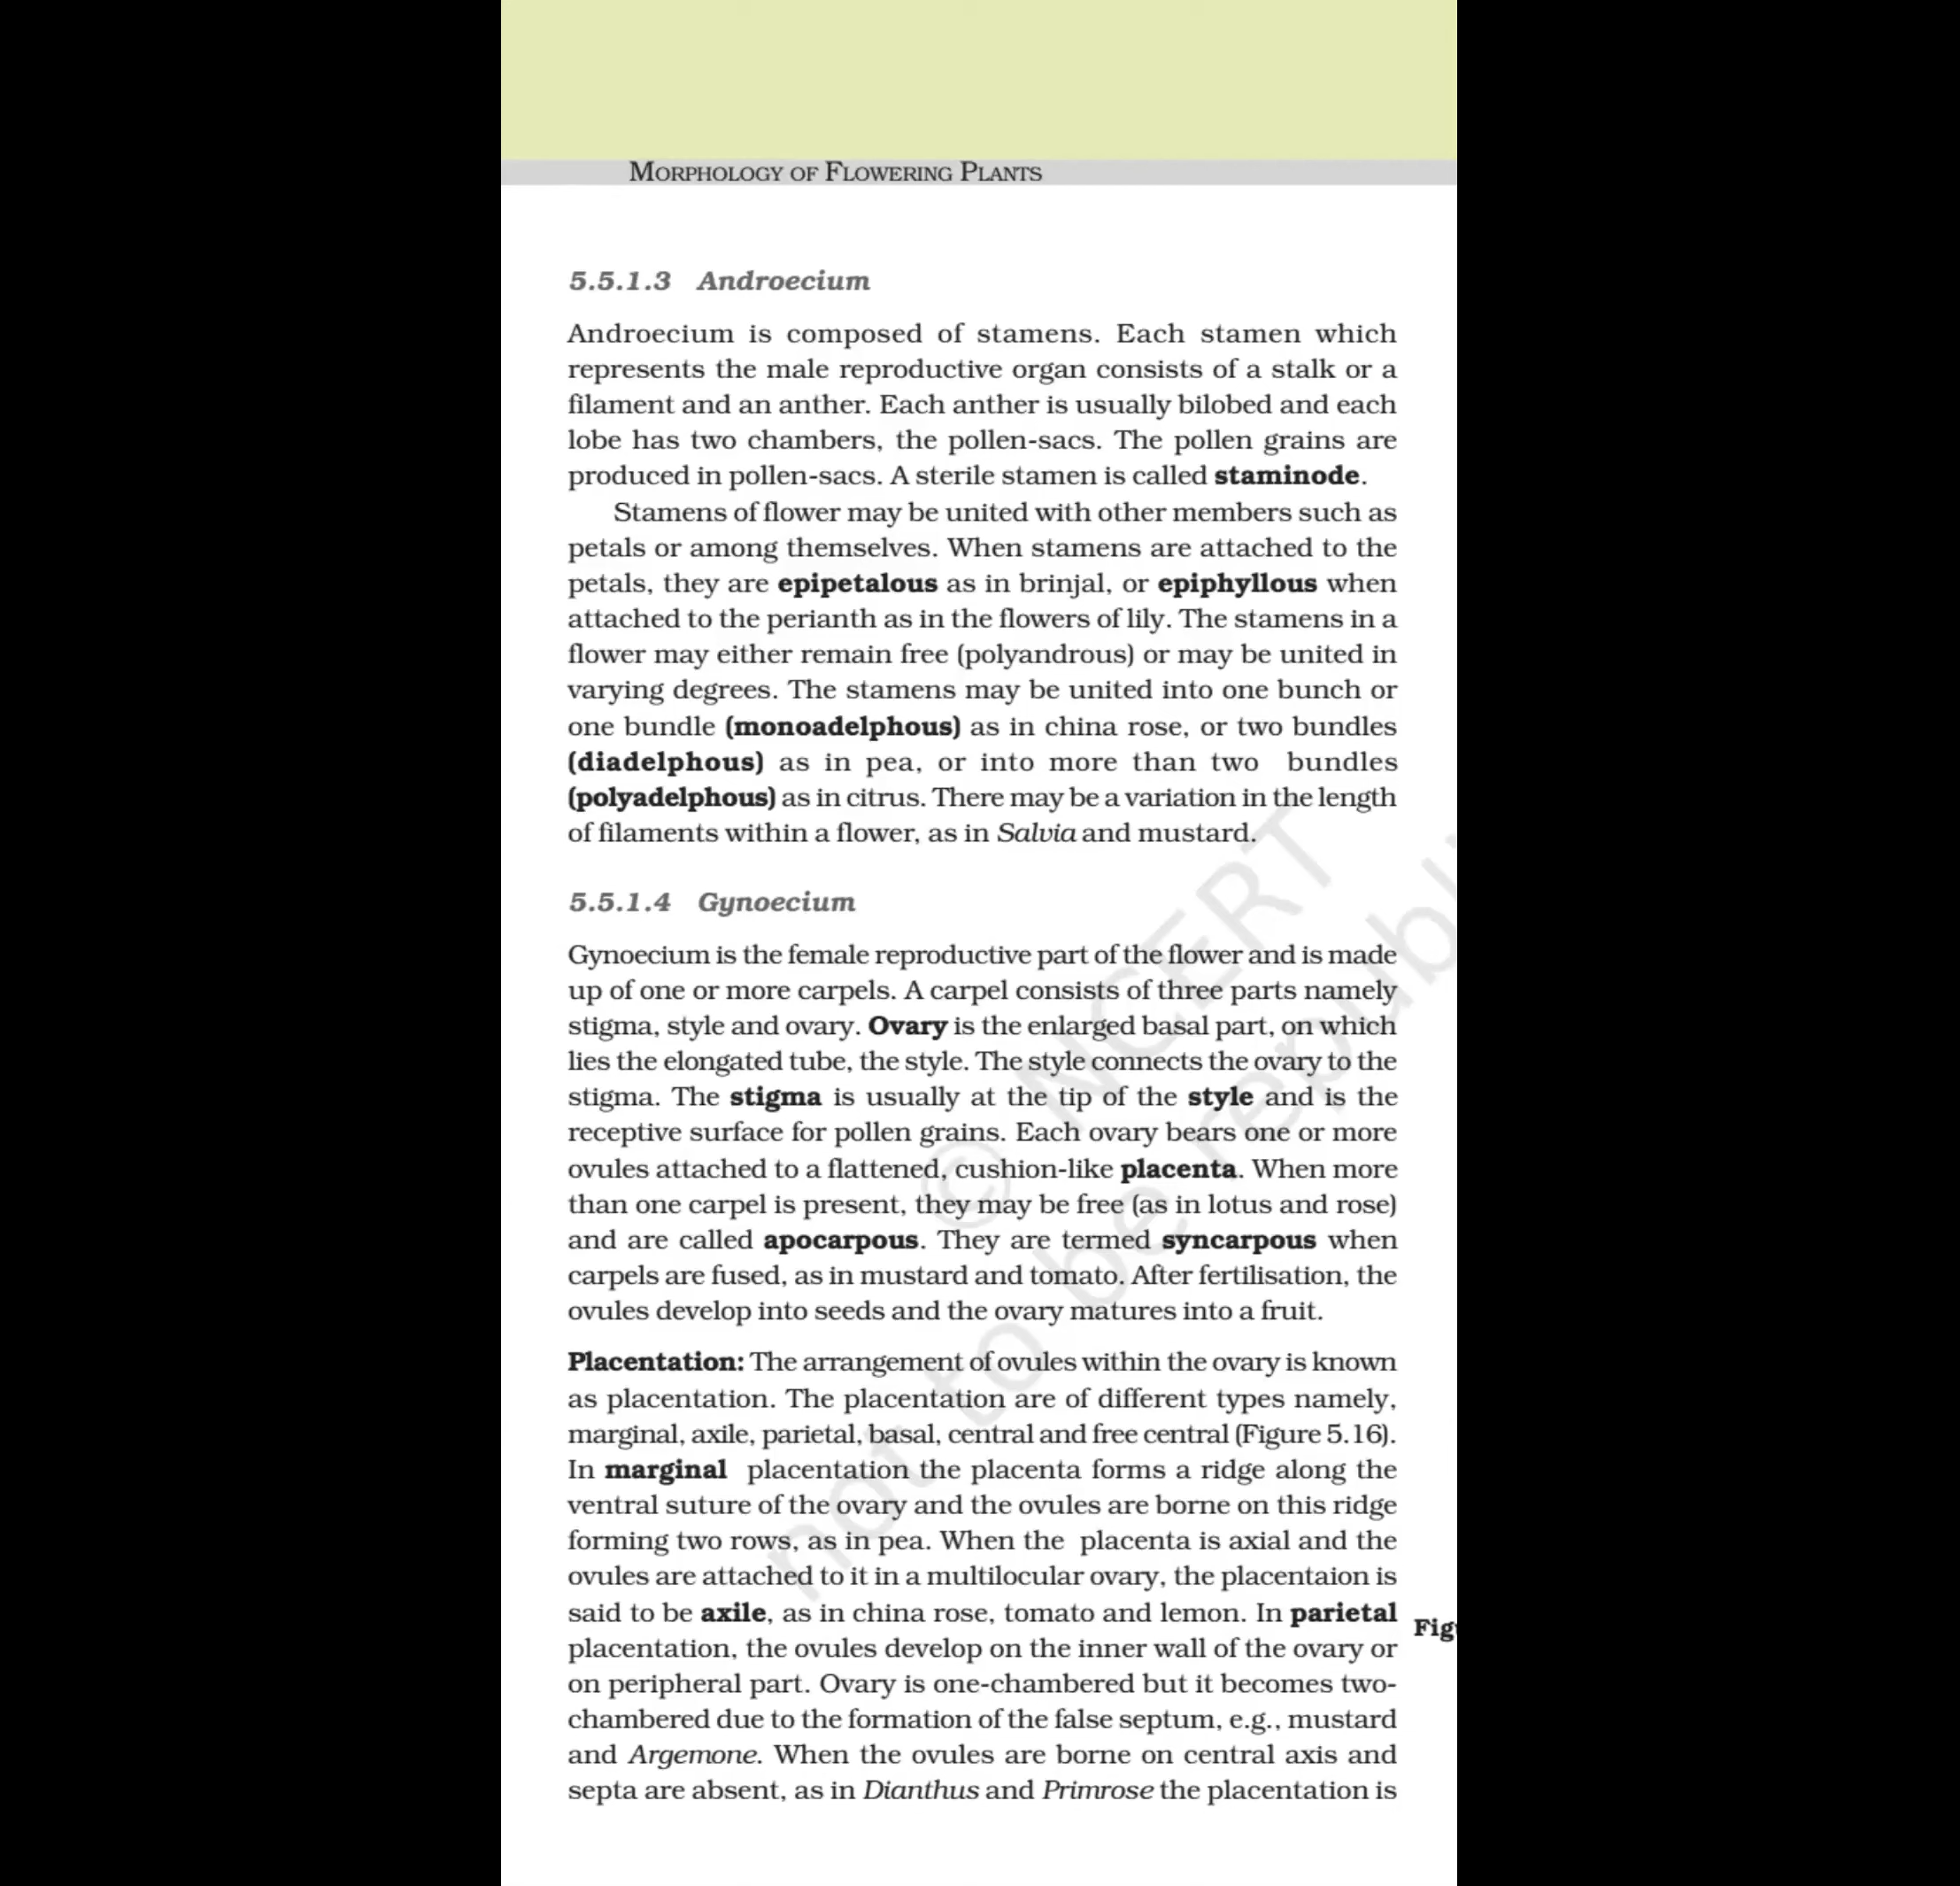 MORPHOLOGY OF FLOWERING PLANTS
5.5.1.3 Androecium
Androecium is composed of stamens. Each stamen which
represents the male reproductive organ consists of a stalk or a
filament and an anther. Each anther is usually bilobed and each
lobe has two chambers, the pollen-sacs. The pollen grains are
produced in pollen-sacs. A sterile stamen is called staminode.
Stamens of flower may be united with other members such as
petals or among themselves. When stamens are attached to the
petals, they are epipetalous as in brinjal, or epiphyllous when
attached to the perianth as in the flowers of lily. The stamens in a
flower may either remain free (polyandrous) or may be united in
varying degrees. The stamens may be united into one bunch or
one bundle (monoadelphous) as in china rose, or two bundles
(diadelphous) as in pea, or into more than two bundles
(polyadelphous) as in citrus. There may be a variation in the length
of filaments within a flower, as in Salvia and mustard.
5.5.1.4 Gynoecium
Gynoecium is the female reproductive part of the flower and is made
up of one or more carpels. A carpel consists of three parts namely
stigma, style and ovary. Ovary is the enlarged basal part, on which
lies the elongated tube, the style. The style connects the ovary to the
stigma. The stigma is usually at the tip of the style and is the
receptive surface for pollen grains. Each ovary bears one or more
ovules attached to a flattened, cushion-like placenta. When more
than one carpel is present, they may be free (as in lotus and rose)
and are called apocarpous. They are termed syncarpous when
carpels are fused, as in mustard and tomato. After fertilisation, the
ovules develop into seeds and the ovary matures into a fruit.
Placentation: The arrangement of ovules within the ovary is known
as placentation. The placentation are of different types namely,
marginal, axile, parietal, basal, central and free central (Figure 5.16).
In marginal placentation the placenta forms a ridge along the
ventral suture of the ovary and the ovules are borne on this ridge
forming two rows, as in pea. When the placenta is axial and the
ovules are attached to it in a multilocular ovary, the placentaion is
said to be axile, as in china rose, tomato and lemon. In parietal
placentation, the ovules develop on the inner wall of the ovary or
on peripheral part. Ovary is one-chambered but it becomes two-
chambered due to the formation of the false septum, e.g., mustard
and Argemone. When the ovules are borne on central axis and
septa are absent, as in Dianthus and Primrose the placentation is
© NCERT
not to be